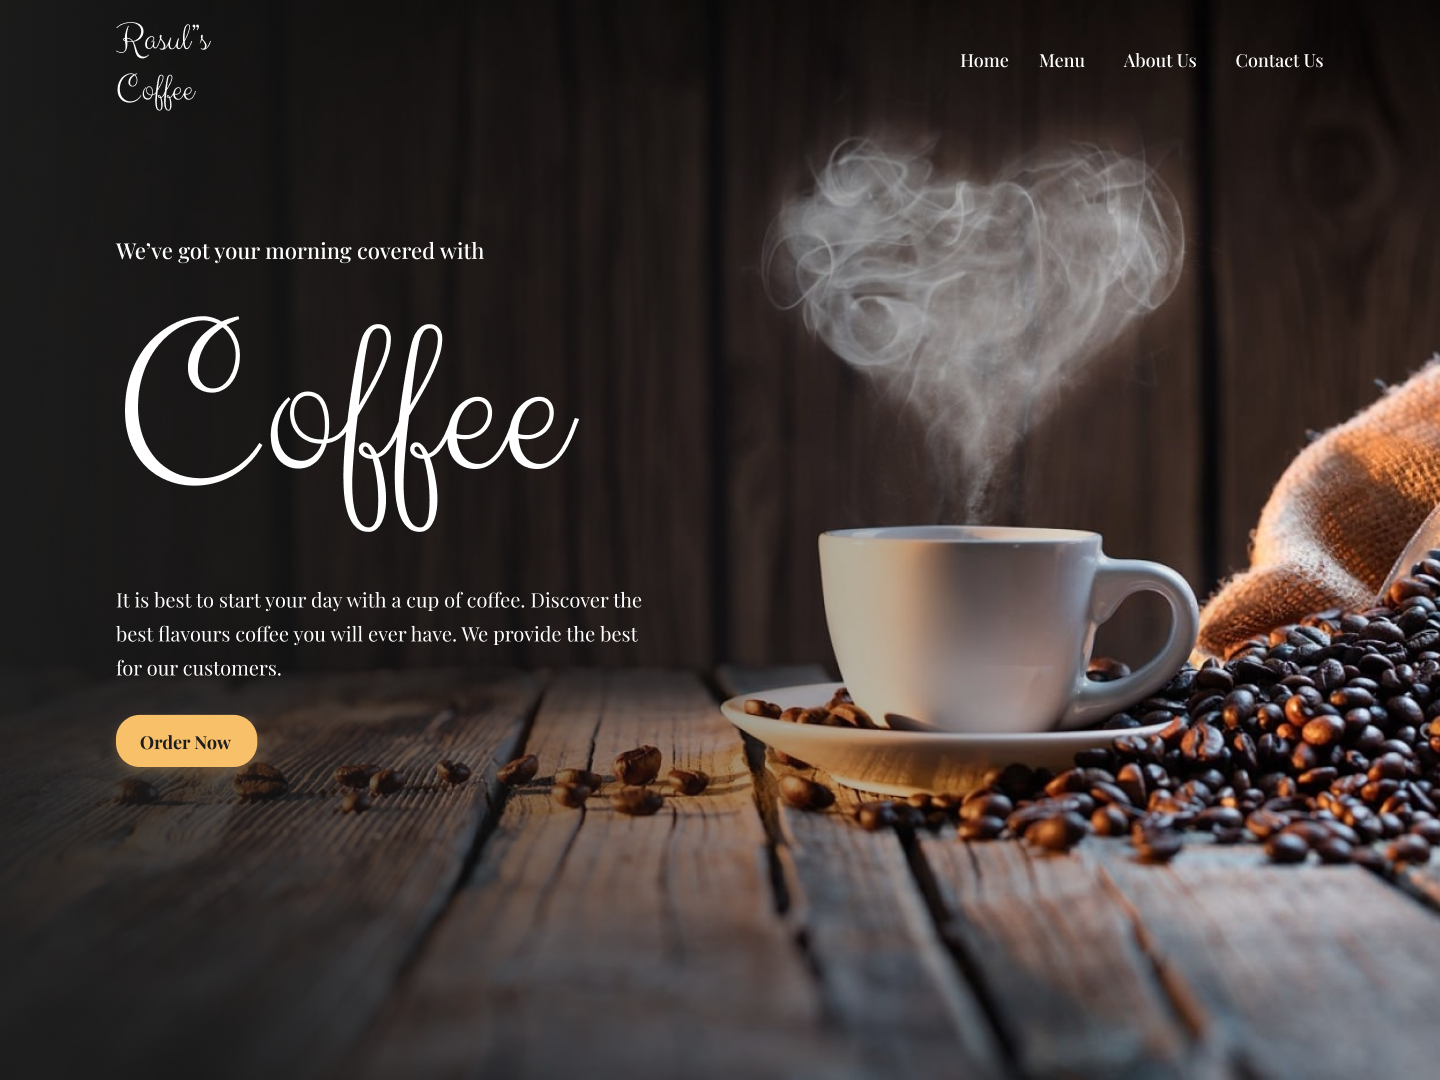 Rasul”s
Coffee
Home Menu About Us Contact Us
We’ve got your morning covered with
Coffee
It is best to start your day with a cup of coffee. Discover the
best flavours coffee you will ever have. We provide the best
for our customers.
Order Now